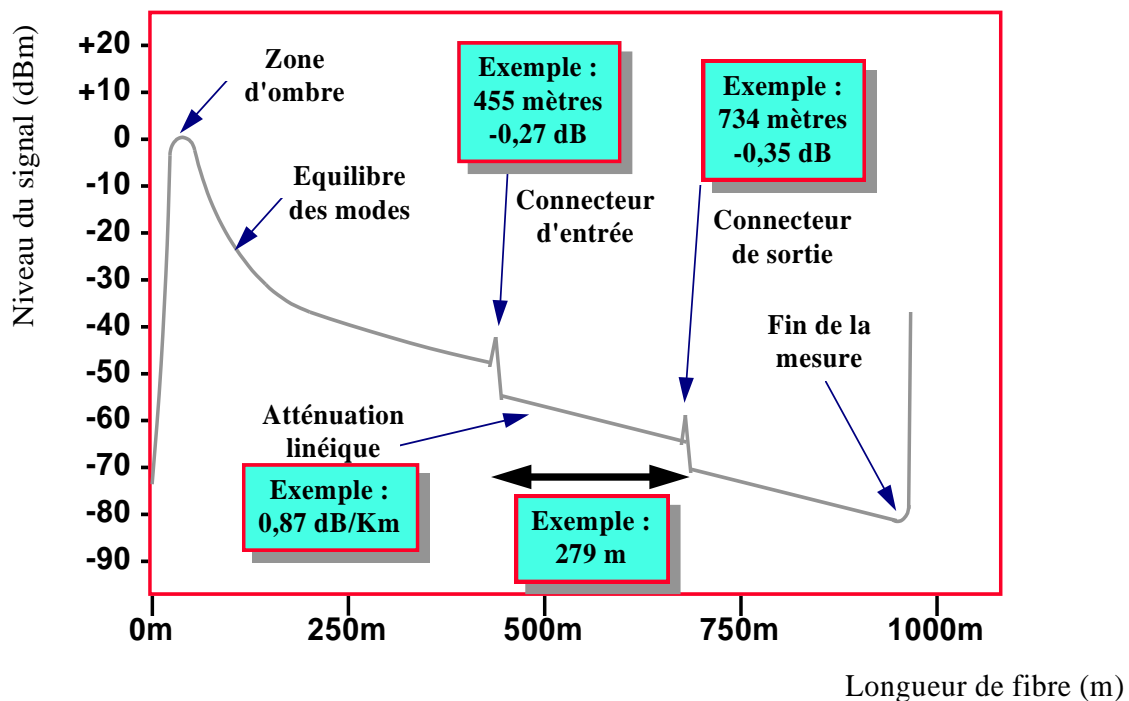 Niveau du signal (dBm)
+20
+10
0
-10
-20
-30
-40
-50
-60
-70
-80
-90
Zone
d'ombre
Equilibre
des modes
Exemple :
455 mètres
-0,27 dB
Connecteur
d'entrée
Exemple :
734 mètres
-0,35 dB
Connecteur
de sortie
Fin de la
mesure
Atténuation
linéique
Exemple :
0,87 dB/Km
Exemple :
279 m
0m
250m
500m
750m
1000m
Longueur de fibre (m)